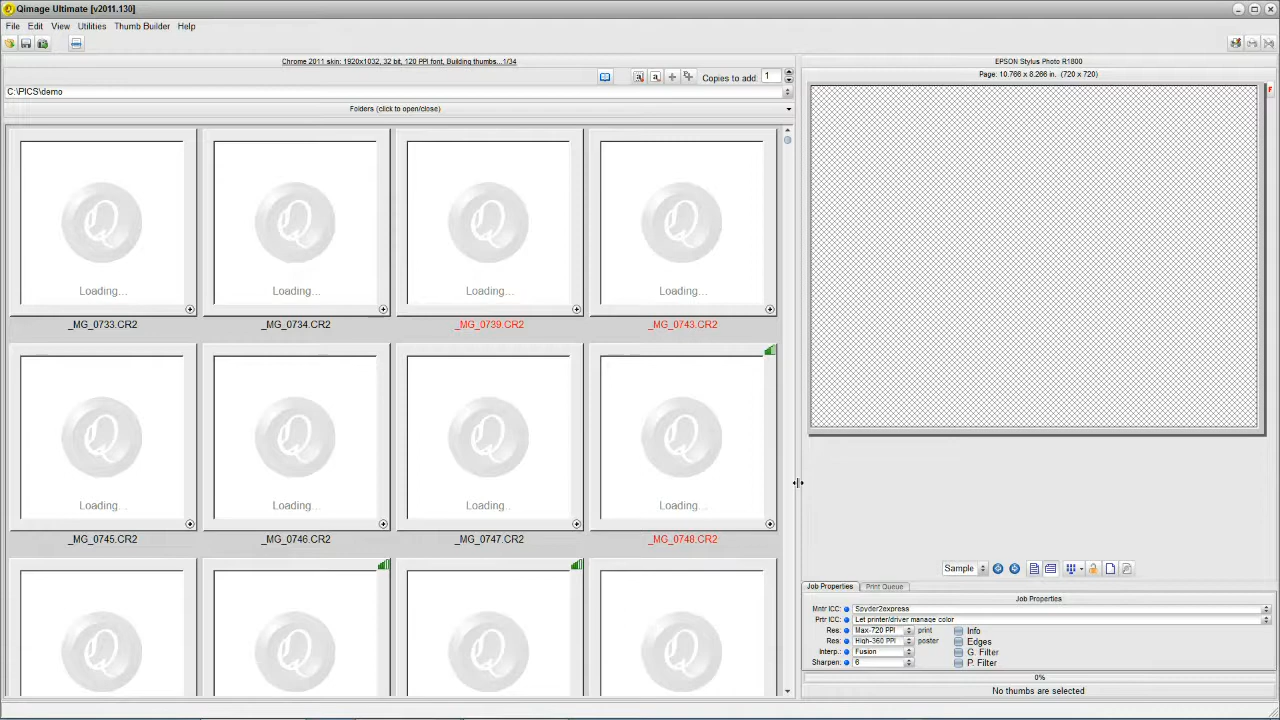 Qimage Ultimate [v2011.130]
File Edit View Utilities Thumb Builder Help
Chrome 2011 skin: 1920x1032, 32 bit, 120 PPI font, Building thumbs...1/34
Copies to add: 1
C:\PICS\demo
Folders (click to open/close)
Loading... Loading... Loading... Loading...
_MG_0733.CR2 _MG_0734.CR2 _MG_0739.CR2 _MG_0743.CR2
Loading... Loading... Loading... Loading...
_MG_0745.CR2 _MG_0746.CR2 _MG_0747.CR2 _MG_0748.CR2
EPSON Stylus Photo R1800
Page: 10.766 x 8.266 in. (720 x 720)
F
Sample
Job Properties Print Queue
Job Properties
Mntr ICC: Spyder2express
Prtr ICC: Let printer/driver manage color
Res: Max-720 PPI print Info
Res: High-360 PPI poster Edges
Interp.: Fusion G. Filter
Sharpen: 6 P. Filter
0%
No thumbs are selected